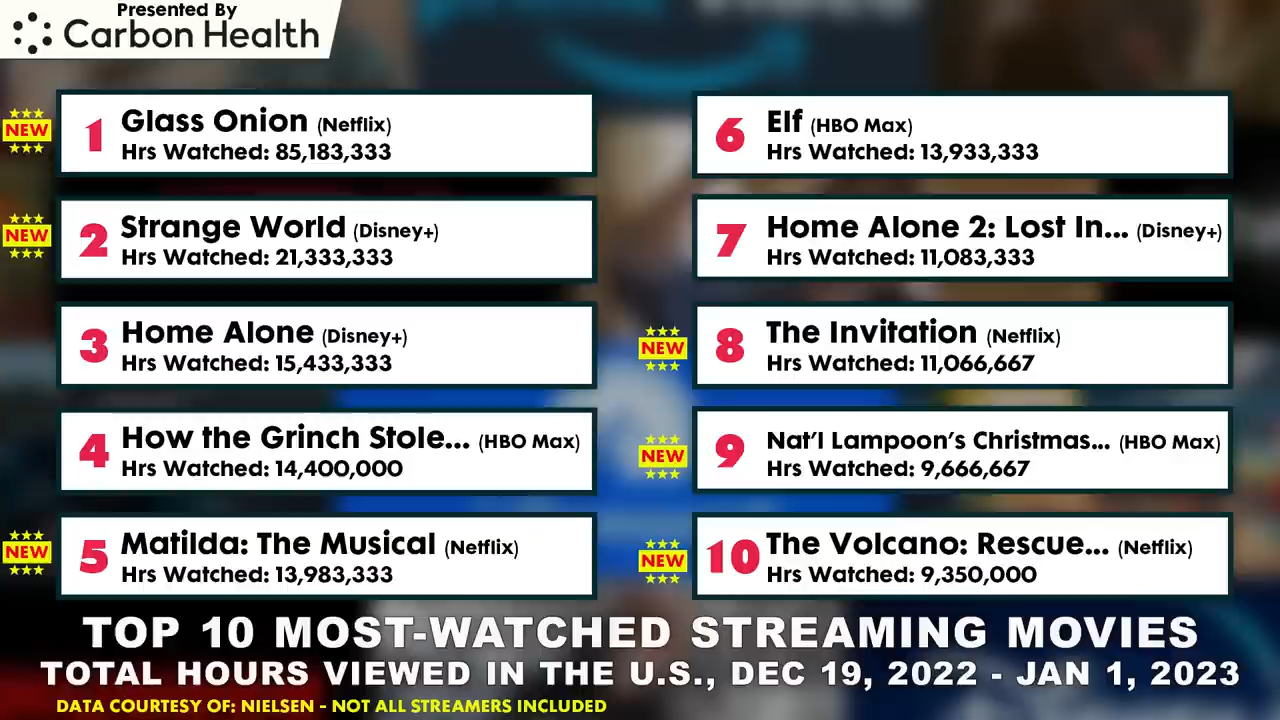 Presented By
Carbon Health
★★★
NEW
★★★
1
Glass Onion (Netflix)
Hrs Watched: 85,183,333
★★★
NEW
★★★
2
Strange World (Disney+)
Hrs Watched: 21,333,333
3
Home Alone (Disney+)
Hrs Watched: 15,433,333
4
How the Grinch Stole... (HBO Max)
Hrs Watched: 14,400,000
★★★
NEW
★★★
5
Matilda: The Musical (Netflix)
Hrs Watched: 13,983,333
6
Elf (HBO Max)
Hrs Watched: 13,933,333
7
Home Alone 2: Lost In... (Disney+)
Hrs Watched: 11,083,333
★★★
NEW
★★★
8
The Invitation (Netflix)
Hrs Watched: 11,066,667
★★★
NEW
★★★
9
Nat'l Lampoon's Christmas... (HBO Max)
Hrs Watched: 9,666,667
★★★
NEW
★★★
10
The Volcano: Rescue... (Netflix)
Hrs Watched: 9,350,000
TOP 10 MOST-WATCHED STREAMING MOVIES
TOTAL HOURS VIEWED IN THE U.S., DEC 19, 2022 - JAN 1, 2023
DATA COURTESY OF: NIELSEN - NOT ALL STREAMERS INCLUDED